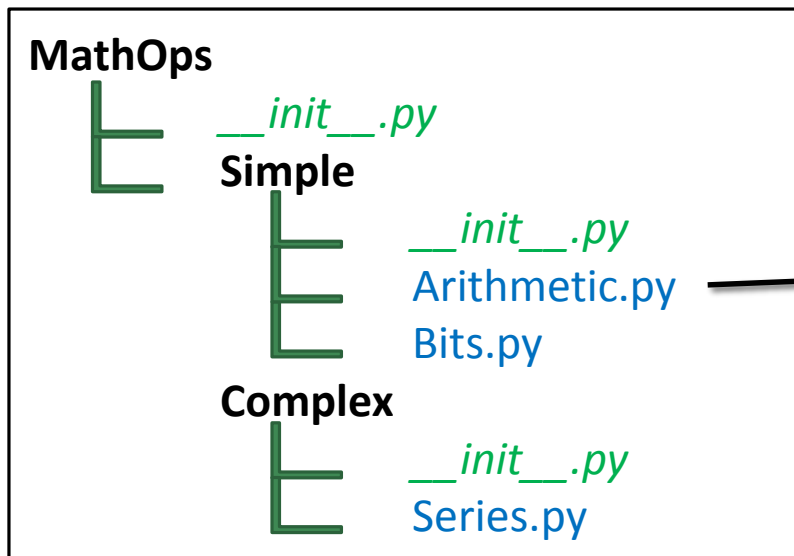 MathOps
__init__.py
Simple
__init__.py
Arithmetic.py
Bits.py
Complex
__init__.py
Series.py